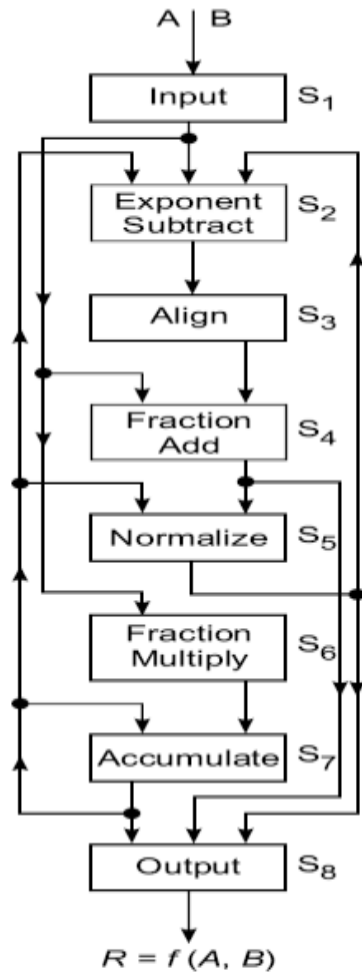 A B
Input S1
Exponent
Subtract S2
Align S3
Fraction
Add S4
Normalize S5
Fraction
Multiply S6
Accumulate S7
Output S8
R = f (A, B)